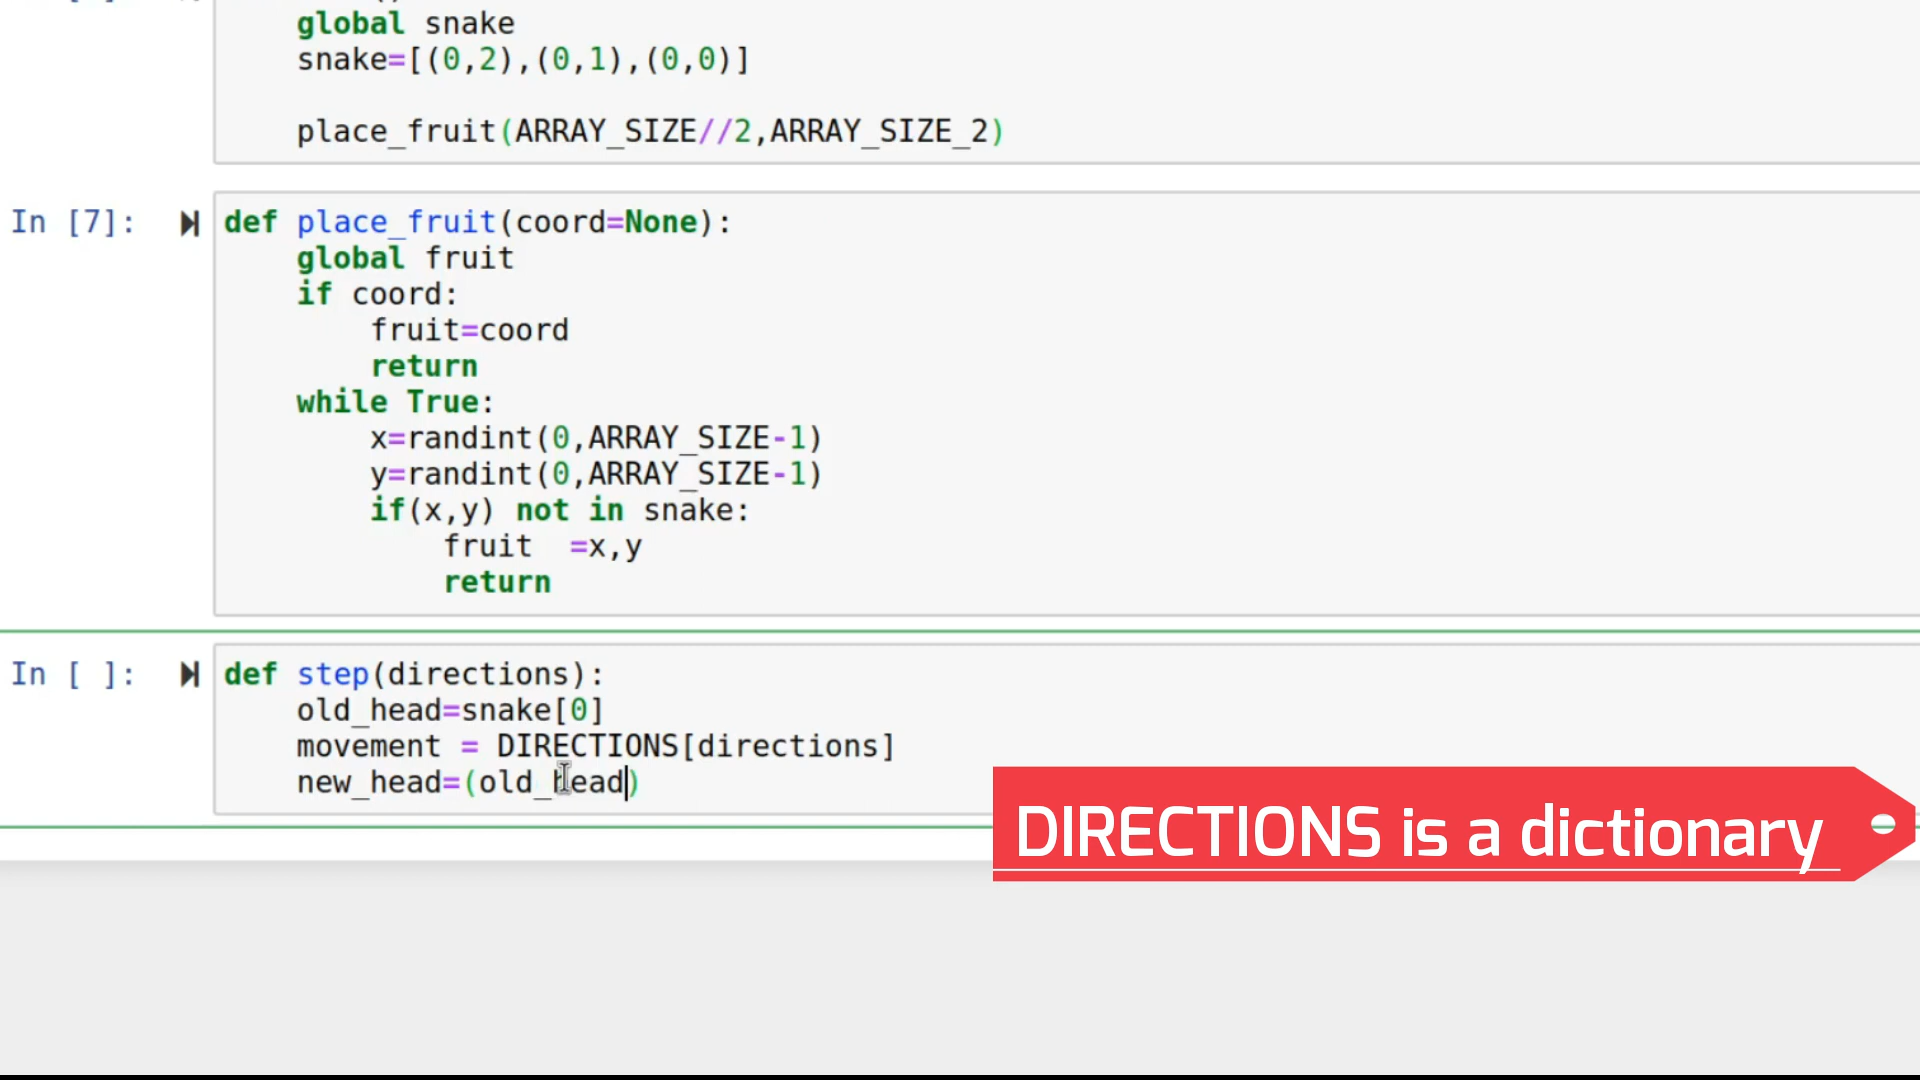 global snake
snake=[(0,2),(0,1),(0,0)]
place_fruit(ARRAY_SIZE//2,ARRAY_SIZE_2)
In [7]:
def place_fruit(coord=None):
global fruit
if coord:
fruit=coord
return
while True:
x=randint(0,ARRAY_SIZE-1)
y=randint(0,ARRAY_SIZE-1)
if(x,y) not in snake:
fruit  =x,y
return
In [ ]:
def step(directions):
old_head=snake[0]
movement = DIRECTIONS[directions]
new_head=(old_head)
DIRECTIONS is a dictionary